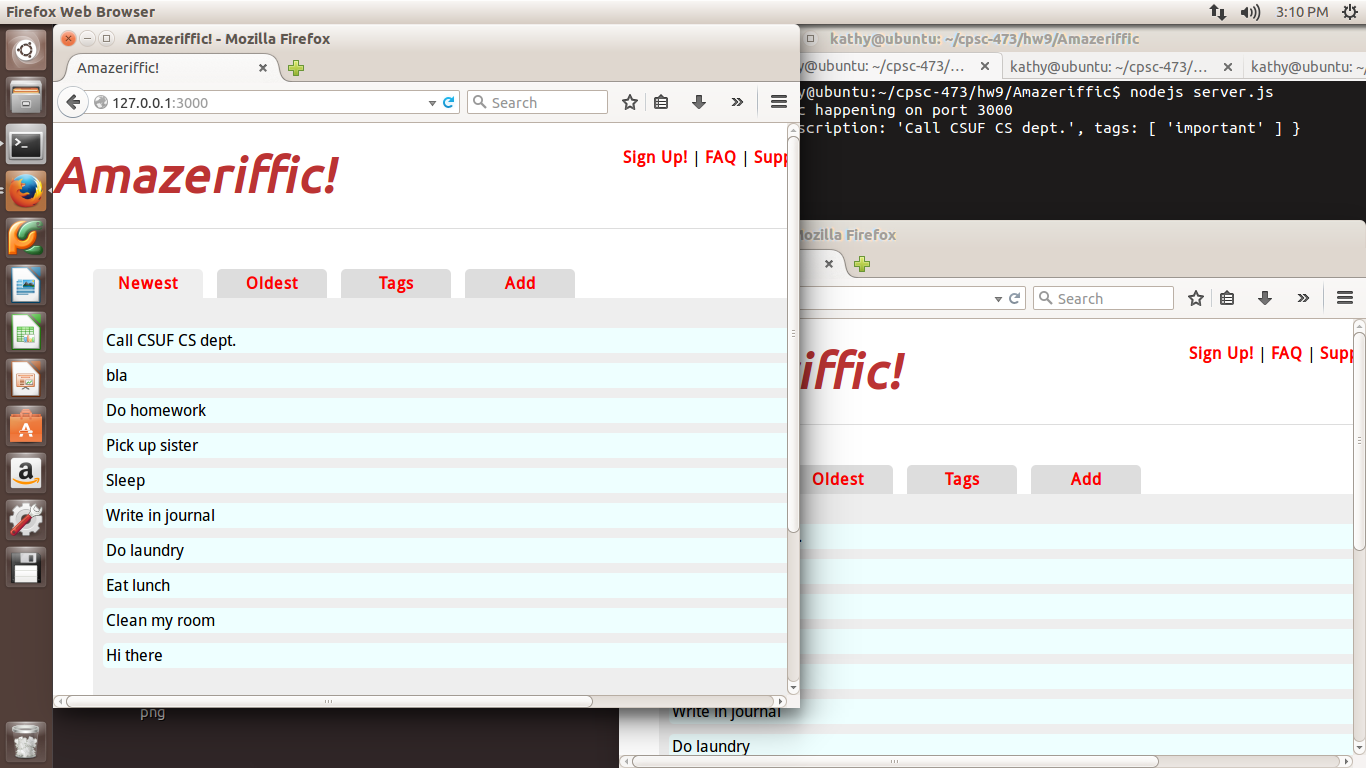 Firefox Web Browser
3:10 PM
Amazeriffic! - Mozilla Firefox
Amazeriffic!
127.0.0.1:3000
Search
Amazeriffic!
Sign Up! | FAQ | Supp
Newest
Oldest
Tags
Add
Call CSUF CS dept.
bla
Do homework
Pick up sister
Sleep
Write in journal
Do laundry
Eat lunch
Clean my room
Hi there
png
kathy@ubuntu: ~/cpsc-473/hw9/Amazeriffic
y@ubuntu: ~/cpsc-473/...
kathy@ubuntu: ~/cpsc-473/...
kathy@ubuntu: ~/cpsc-47
y@ubuntu:~/cpsc-473/hw9/Amazeriffic$ nodejs server.js
c happening on port 3000
scription: 'Call CSUF CS dept.', tags: [ 'important' ] }
Mozilla Firefox
Search
iffic!
Sign Up! | FAQ | Supp
Oldest
Tags
Add
Write in journal
Do laundry